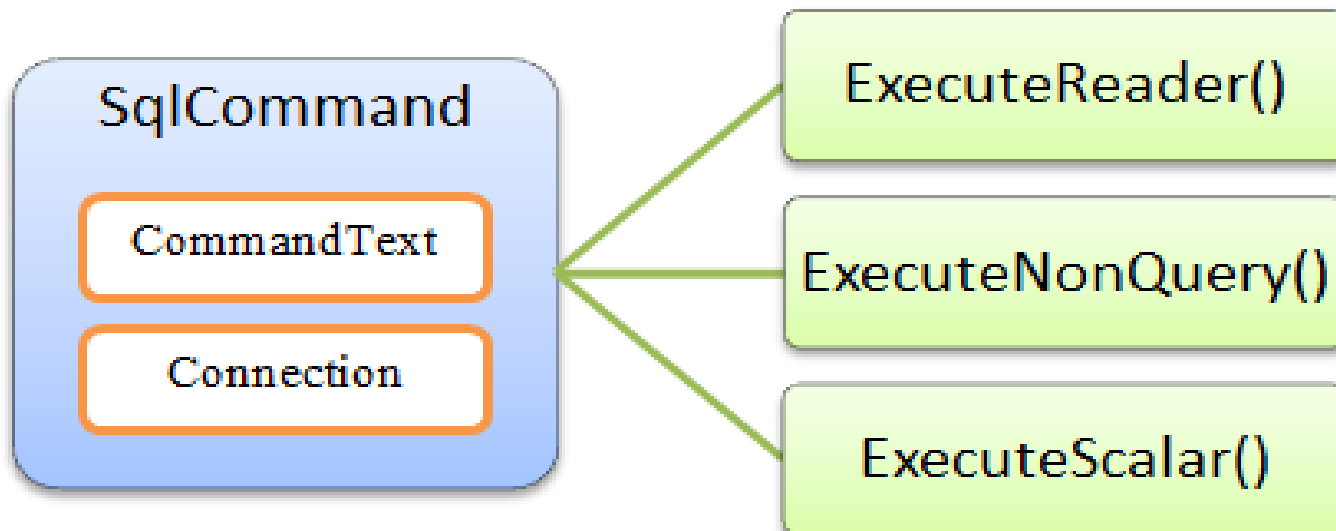 SqlCommand
CommandText
Connection
ExecuteReader()
ExecuteNonQuery()
ExecuteScalar()